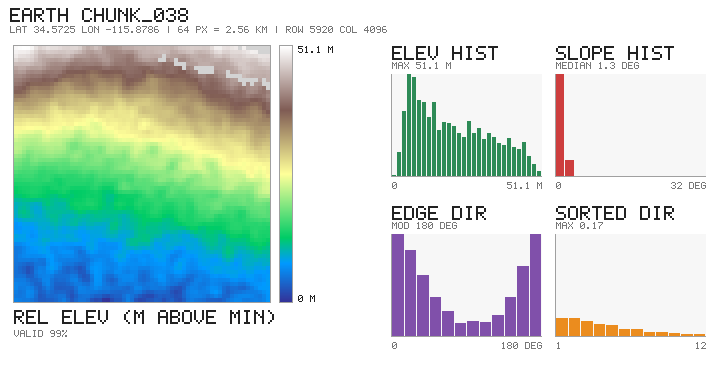 EARTH CHUNK_038
LAT 34.5725 LON -115.8786 | 64 PX = 2.56 KM | ROW 5920 COL 4096
51.1 M
0 M
REL ELEV (M ABOVE MIN)
VALID 99%
ELEV HIST
MAX 51.1 M
0 51.1 M
SLOPE HIST
MEDIAN 1.3 DEG
0 32 DEG
EDGE DIR
MOD 180 DEG
0 180 DEG
SORTED DIR
MAX 0.17
1 12